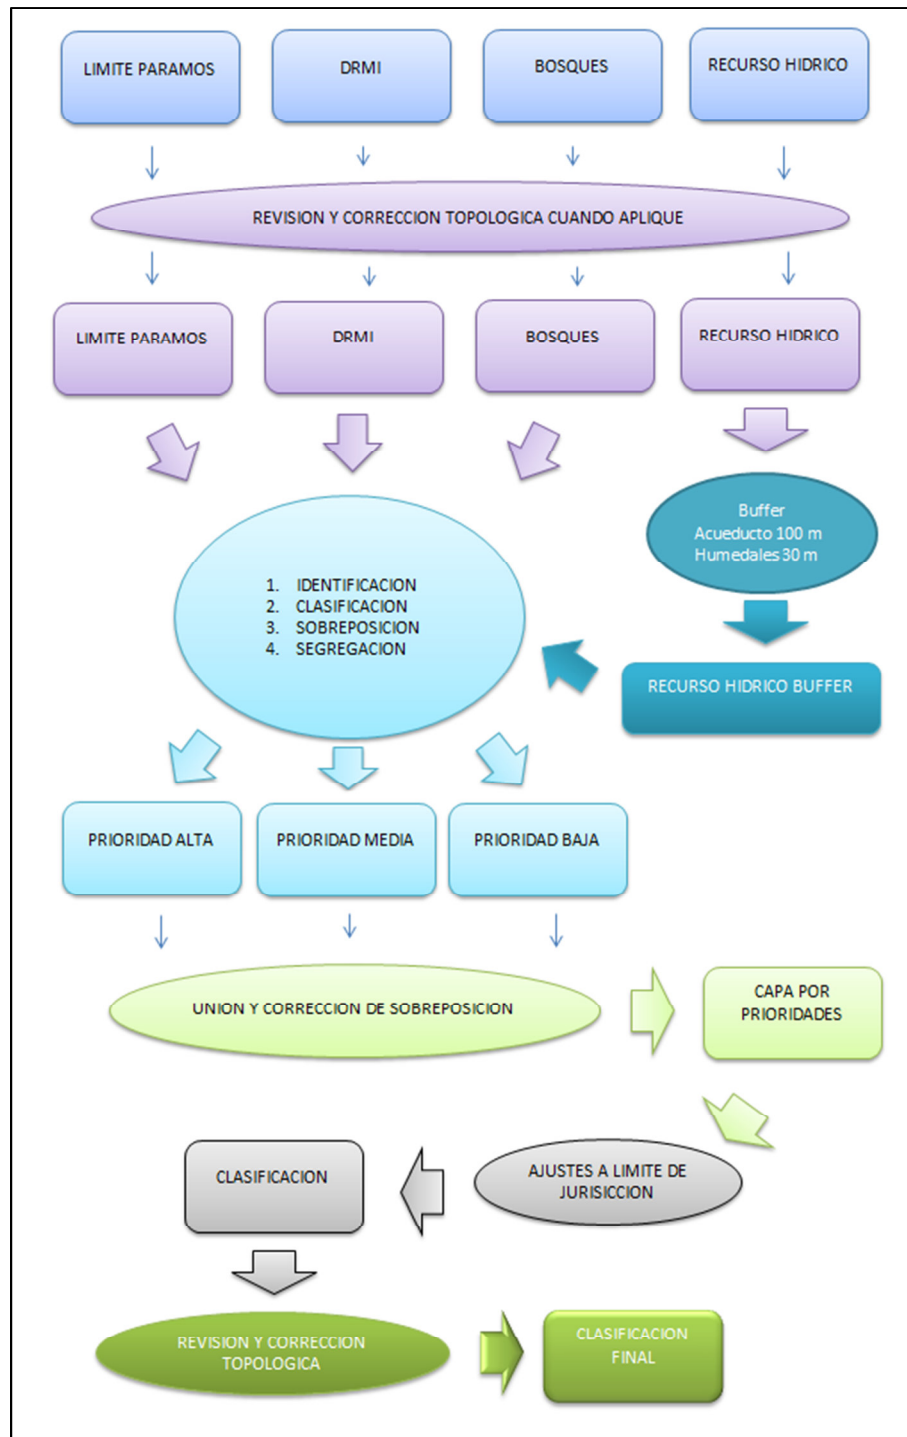 LIMITE PARAMOS
DRMI
BOSQUES
RECURSO HIDRICO
REVISION Y CORRECCION TOPOLOGICA CUANDO APLIQUE
LIMITE PARAMOS
DRMI
BOSQUES
RECURSO HIDRICO
Buffer
Acueducto 100 m
Humedales 30 m
1. IDENTIFICACION
2. CLASIFICACION
3. SOBREPOSICION
4. SEGREGACION
RECURSO HIDRICO BUFFER
PRIORIDAD ALTA
PRIORIDAD MEDIA
PRIORIDAD BAJA
UNION Y CORRECCION DE SOBREPOSICION
CAPA POR
PRIORIDADES
AJUSTES A LIMITE DE
JURISICCION
CLASIFICACION
REVISION Y CORRECCION
TOPOLOGICA
CLASIFICACION
FINAL